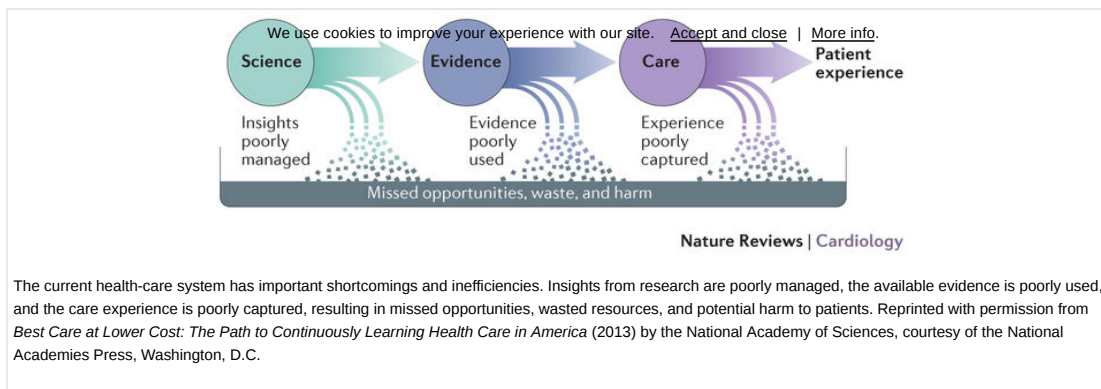 We use cookies to improve your experience with our site. Accept and close | More info.
Science
Evidence
Care
Patient
experience
Insights
poorly
managed
Evidence
poorly
used
Experience
poorly
captured
Missed opportunities, waste, and harm
Nature Reviews | Cardiology
The current health-care system has important shortcomings and inefficiencies. Insights from research are poorly managed, the available evidence is poorly used,
and the care experience is poorly captured, resulting in missed opportunities, wasted resources, and potential harm to patients. Reprinted with permission from
Best Care at Lower Cost: The Path to Continuously Learning Health Care in America (2013) by the National Academy of Sciences, courtesy of the National
Academies Press, Washington, D.C.